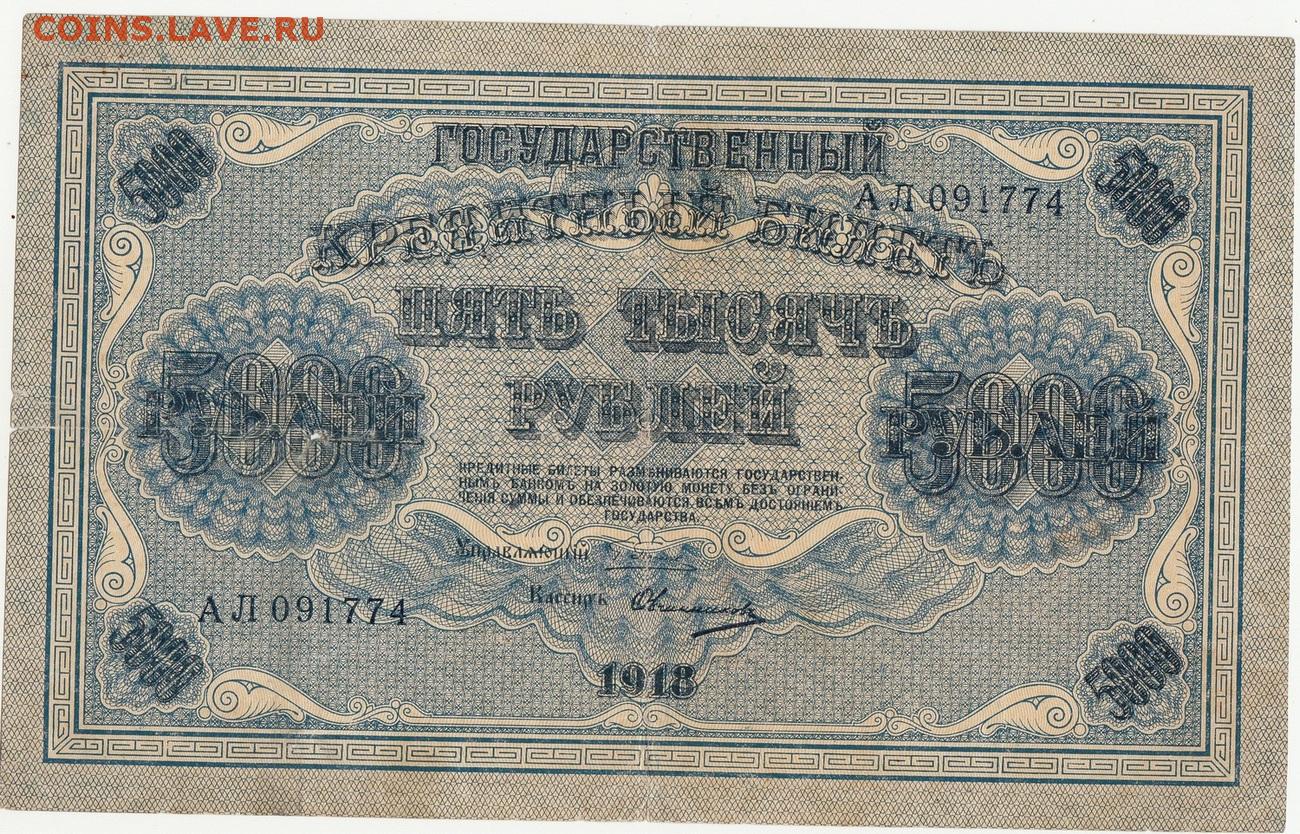 COINS.LAVE.RU
5000
5000
ГОСУДАРСТВЕННЫЙ
АЛ 091774
КРЕДИТНЫЙ БИЛЕТЪ
ПЯТЬ ТЫСЯЧЪ
РУБЛЕЙ
5000
РУБЛЕЙ
5000
РУБЛЕЙ
КРЕДИТНЫЕ БИЛЕТЫ РАЗМѢНИВАЮТСЯ ГОСУДАРСТВЕН-
НЫМЪ БАНКОМЪ НА ЗОЛОТУЮ МОНЕТУ БЕЗЪ ОГРАНИ-
ЧЕНІЯ СУММЫ И ОБЕЗПЕЧИВАЮТСЯ ВСѢМЪ ДОСТОЯНІЕМЪ
ГОСУДАРСТВА.
Управляющій
Кассиръ
АЛ 091774
5000
5000
1918